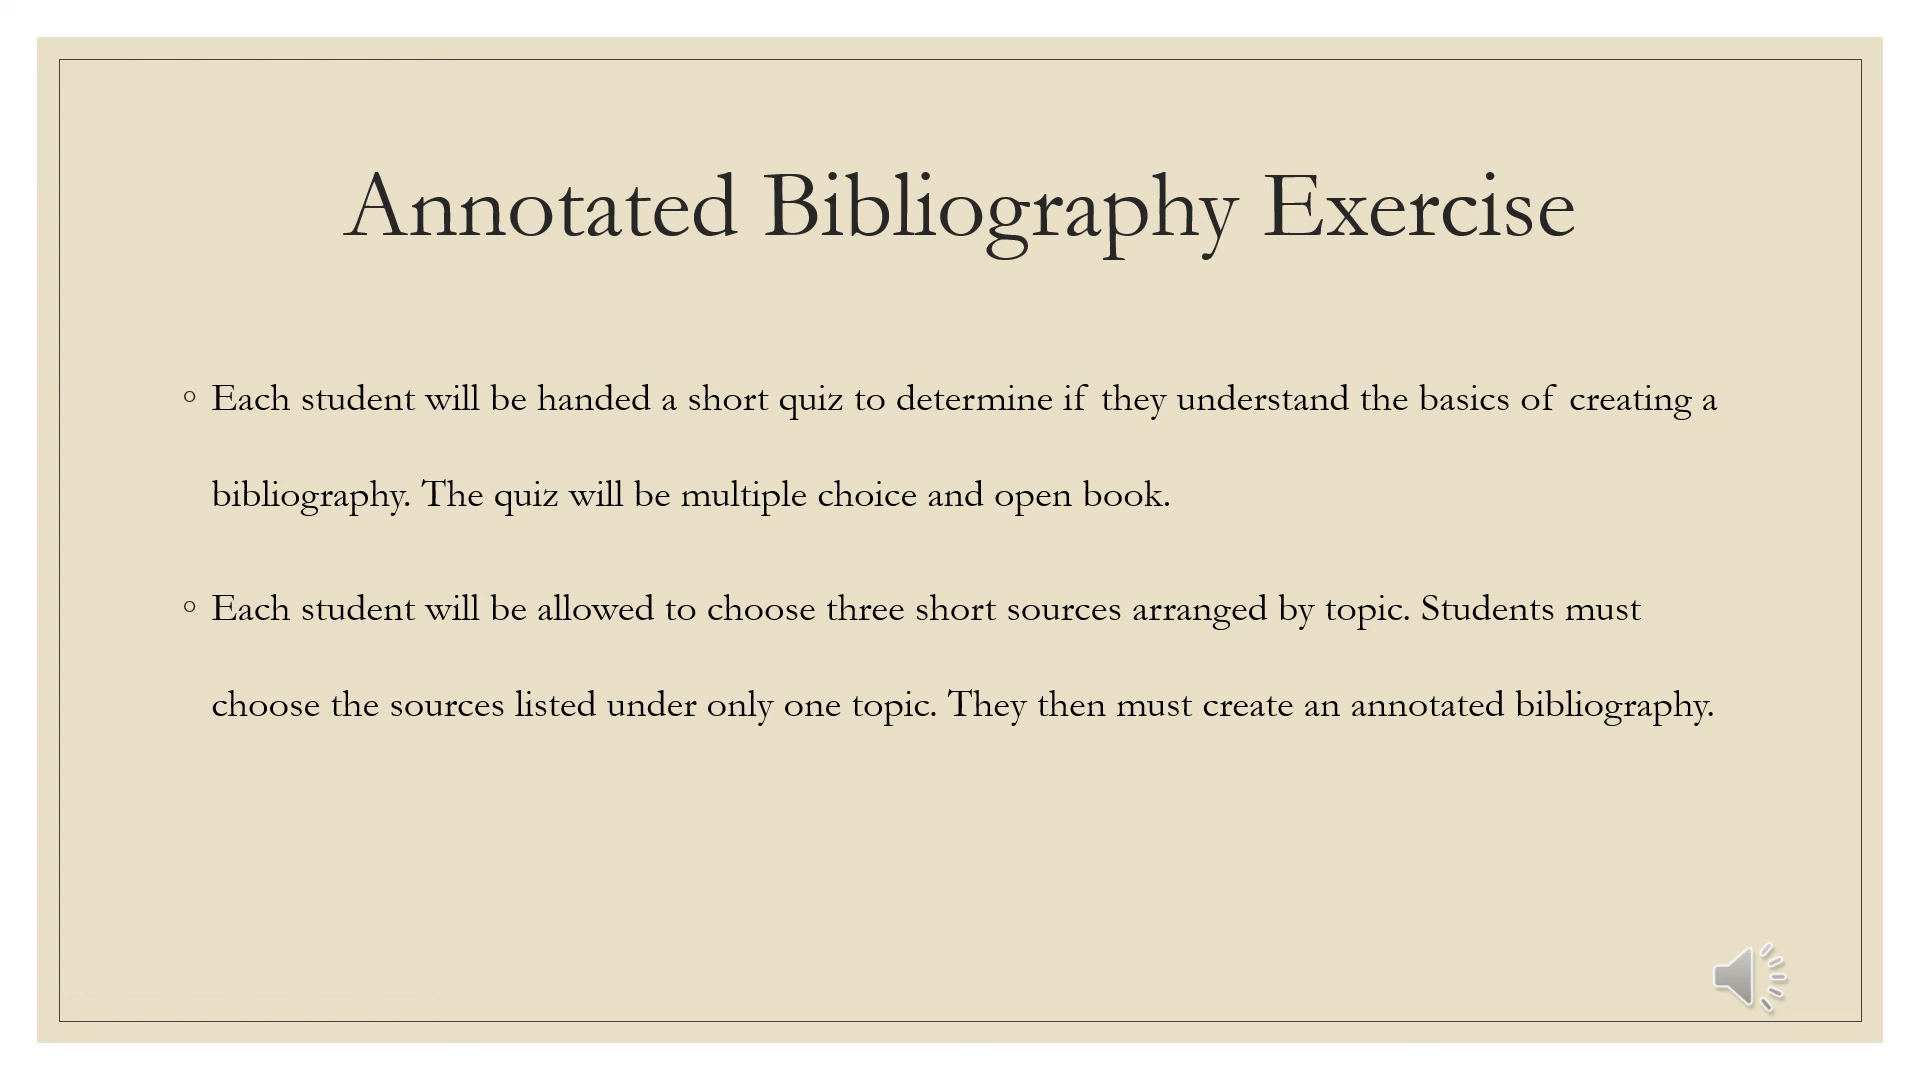 Annotated Bibliography Exercise
◦ Each student will be handed a short quiz to determine if they understand the basics of creating a
bibliography. The quiz will be multiple choice and open book.
◦ Each student will be allowed to choose three short sources arranged by topic. Students must
choose the sources listed under only one topic. They then must create an annotated bibliography.